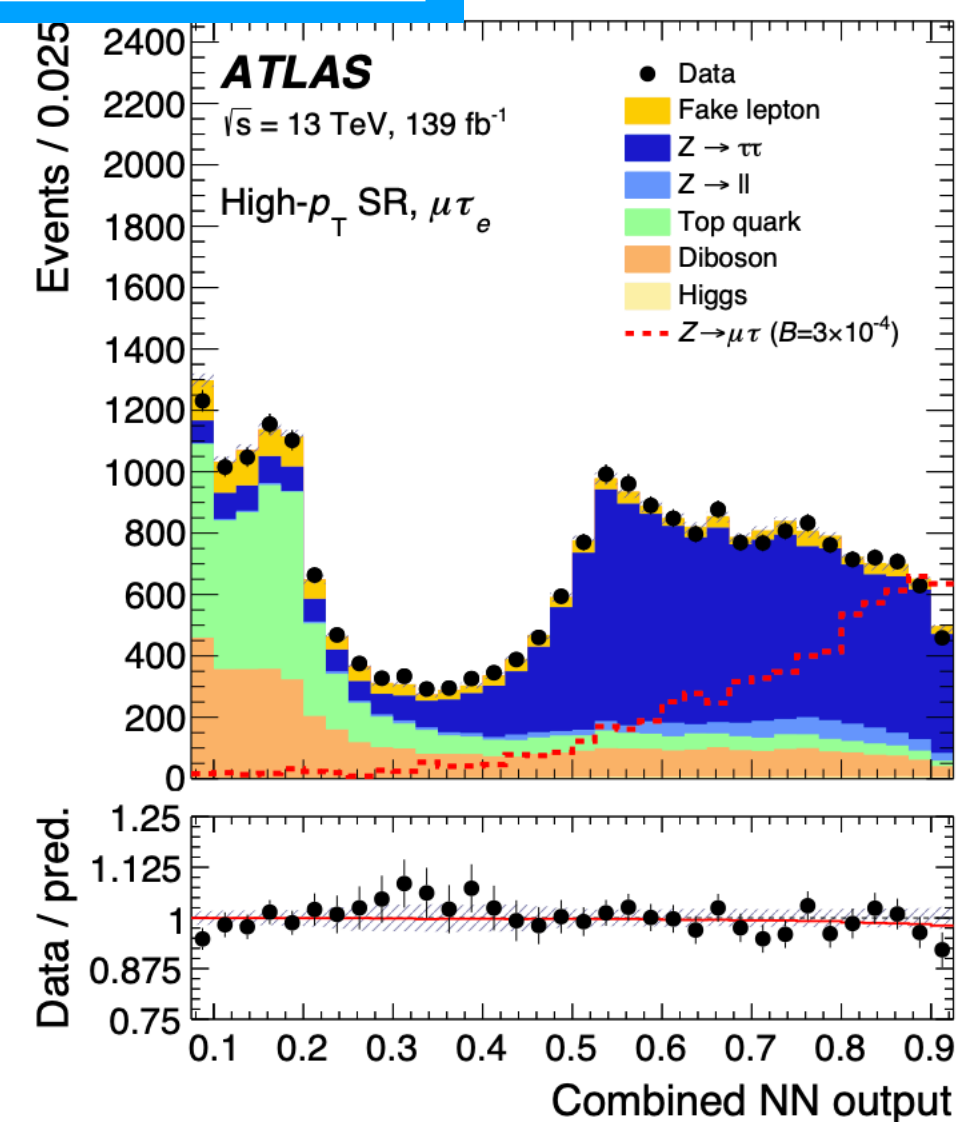 Events / 0.025
2400
2200
2000
1800
1600
1400
1200
1000
800
600
400
200
0
ATLAS
√s = 13 TeV, 139 fb⁻¹
High-p_T SR, μτ_e
Data
Fake lepton
Z → ττ
Z → ll
Top quark
Diboson
Higgs
Z→μτ (B=3×10⁻⁴)
Data / pred.
1.25
1.125
1
0.875
0.75
0.1 0.2 0.3 0.4 0.5 0.6 0.7 0.8 0.9
Combined NN output